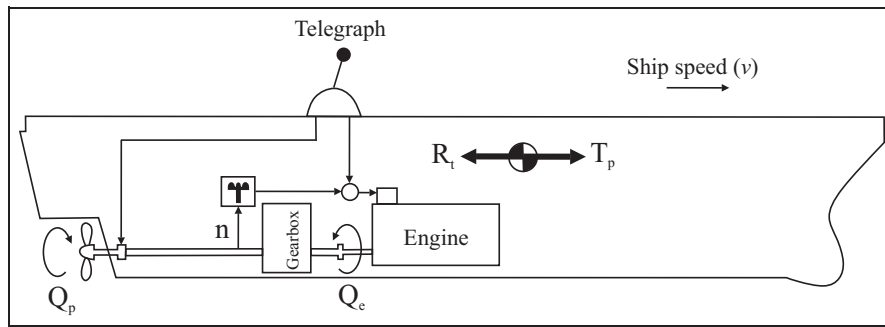 Telegraph
Ship speed (v)
Rₜ
Tₚ
n
Gearbox
Engine
Qₚ
Qₑ